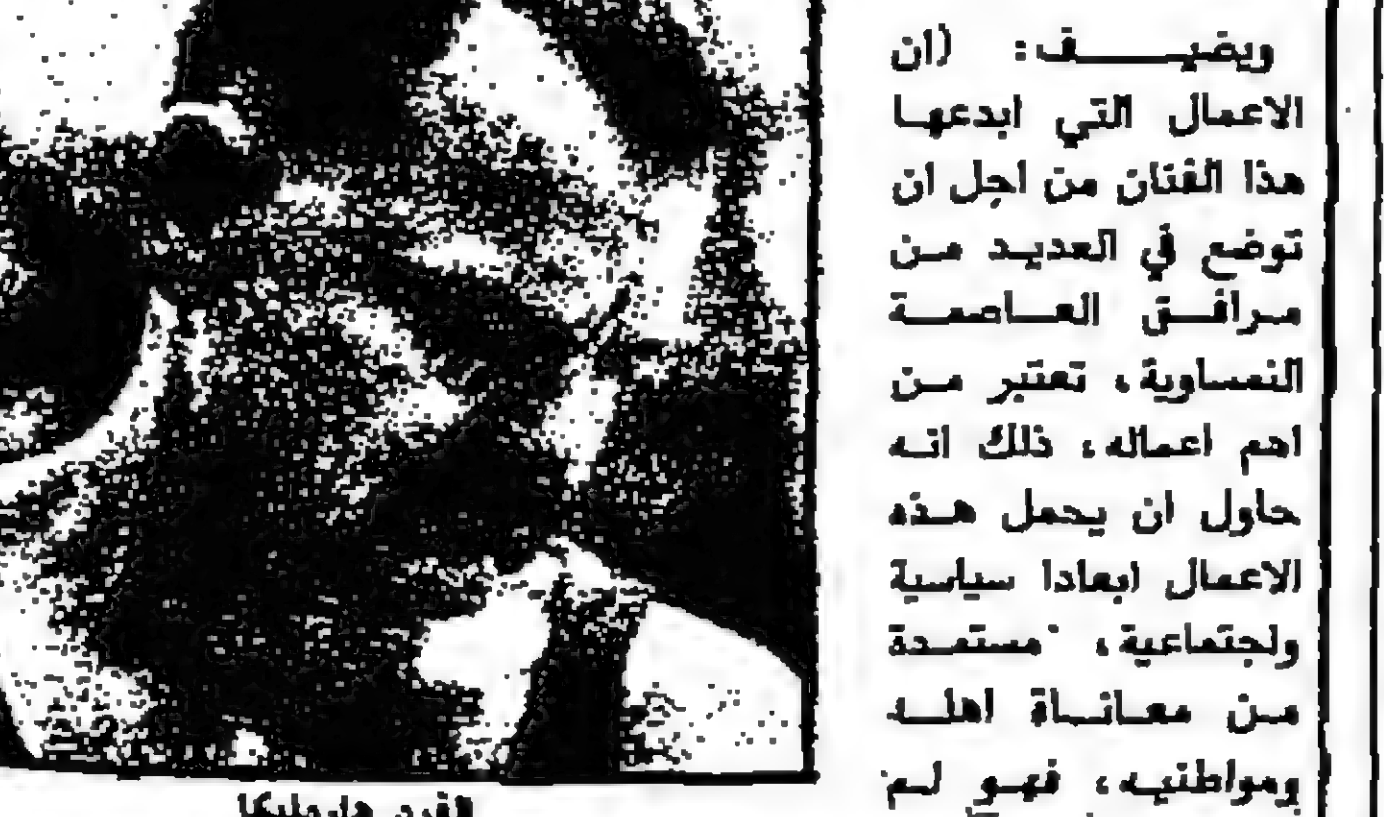 ويضيف: (ان
الاعمال التي ابدعها
هذا الفنان من اجل ان
توضع في العديد من
مرافق العاصمة
النمساوية، تعتبر من
اهم اعماله، ذلك انه
حاول ان يحمل هذه
الاعمال ابعادا سياسية
واجتماعية، مستمدة
من معاناة اهله
ومواطنيه، فهو لم
الفرد هاردليكا